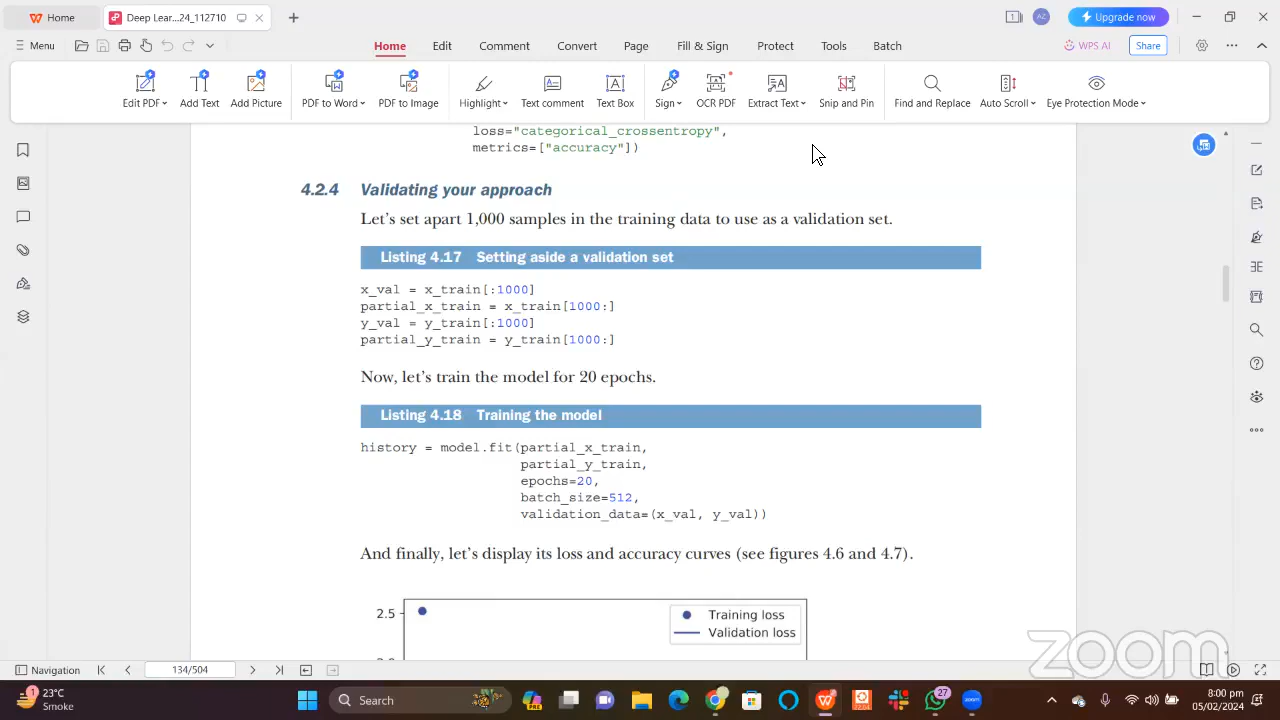 Home
Deep Lear...24_112710
1
AZ
Upgrade now
Menu
Home
Edit
Comment
Convert
Page
Fill & Sign
Protect
Tools
Batch
WPS AI
Share
Edit PDF
Add Text
Add Picture
PDF to Word
PDF to Image
Highlight
Text comment
Text Box
Sign
OCR PDF
Extract Text
Snip and Pin
Find and Replace
Auto Scroll
Eye Protection Mode
loss="categorical_crossentropy",
metrics=["accuracy"])
4.2.4 Validating your approach
Let's set apart 1,000 samples in the training data to use as a validation set.
Listing 4.17 Setting aside a validation set
x_val = x_train[:1000]
partial_x_train = x_train[1000:]
y_val = y_train[:1000]
partial_y_train = y_train[1000:]
Now, let's train the model for 20 epochs.
Listing 4.18 Training the model
history = model.fit(partial_x_train,
partial_y_train,
epochs=20,
batch_size=512,
validation_data=(x_val, y_val))
And finally, let's display its loss and accuracy curves (see figures 4.6 and 4.7).
2.5
Training loss
Validation loss
zoom
Navigation
134/504
23°C
Smoke
Search
27
8:00 pm
05/02/2024